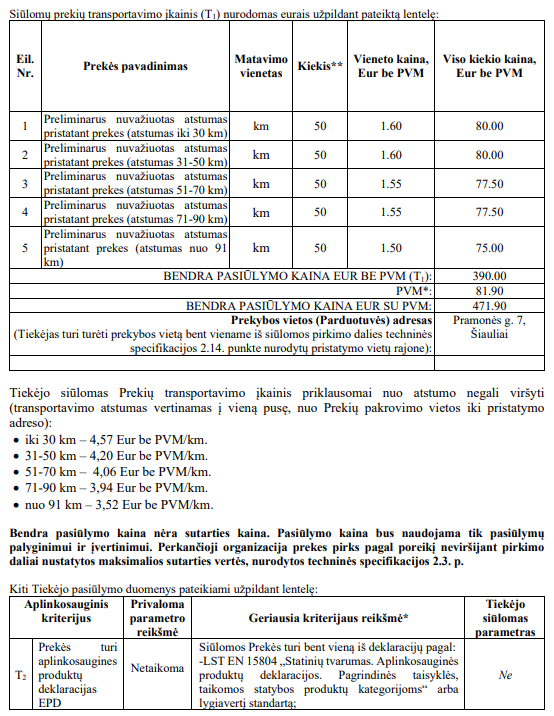 Siūlomų prekių transportavimo įkainis (T1) nurodomas eurais užpildant pateiktą lentelę:
Eil. Nr. Prekės pavadinimas Matavimo vienetas Kiekis** Vieneto kaina, Eur be PVM Viso kiekio kaina, Eur be PVM
1 Preliminarus nuvažiuotas atstumas pristatant prekes (atstumas iki 30 km) km 50 1.60 80.00
2 Preliminarus nuvažiuotas atstumas pristatant prekes (atstumas 31-50 km) km 50 1.60 80.00
3 Preliminarus nuvažiuotas atstumas pristatant prekes (atstumas 51-70 km) km 50 1.55 77.50
4 Preliminarus nuvažiuotas atstumas pristatant prekes (atstumas 71-90 km) km 50 1.55 77.50
5 Preliminarus nuvažiuotas atstumas pristatant prekes (atstumas nuo 91 km) km 50 1.50 75.00
BENDRA PASIŪLYMO KAINA EUR BE PVM (T1): 390.00
PVM*: 81.90
BENDRA PASIŪLYMO KAINA EUR SU PVM: 471.90
Prekybos vietos (Parduotuvės) adresas
(Tiekėjas turi turėti prekybos vietą bent viename iš siūlomos pirkimo dalies techninės
specifikacijos 2.14. punkte nurodytų pristatymo vietų rajone):
Pramonės g. 7,
Šiauliai
Tiekėjo siūlomas Prekių transportavimo įkainis priklausomai nuo atstumo negali viršyti
(transportavimo atstumas vertinamas į vieną pusę, nuo Prekių pakrovimo vietos iki pristatymo
adreso):
• iki 30 km – 4,57 Eur be PVM/km.
• 31-50 km – 4,20 Eur be PVM/km.
• 51-70 km – 4,06 Eur be PVM/km.
• 71-90 km – 3,94 Eur be PVM/km.
• nuo 91 km – 3,52 Eur be PVM/km.
Bendra pasiūlymo kaina nėra sutarties kaina. Pasiūlymo kaina bus naudojama tik pasiūlymų
palyginimui ir įvertinimui. Perkančioji organizacija prekes pirks pagal poreikį neviršijant pirkimo
daliai nustatytos maksimalios sutarties vertės, nurodytos techninės specifikacijos 2.3. p.
Kiti Tiekėjo pasiūlymo duomenys pateikiami užpildant lentelę:
Aplinkosauginis kriterijus Privaloma parametro reikšmė Geriausia kriterijaus reikšmė* Tiekėjo siūlomas parametras
T2 Prekės turi aplinkosaugines produktų deklaracijas EPD
Netaikoma
Siūlomos Prekės turi bent vieną iš deklaracijų pagal:
-LST EN 15804 „Statinių tvarumas. Aplinkosauginės
produktų deklaracijos. Pagrindinės taisyklės,
taikomos statybos produktų kategorijoms“ arba
lygiavertį standartą;
Ne